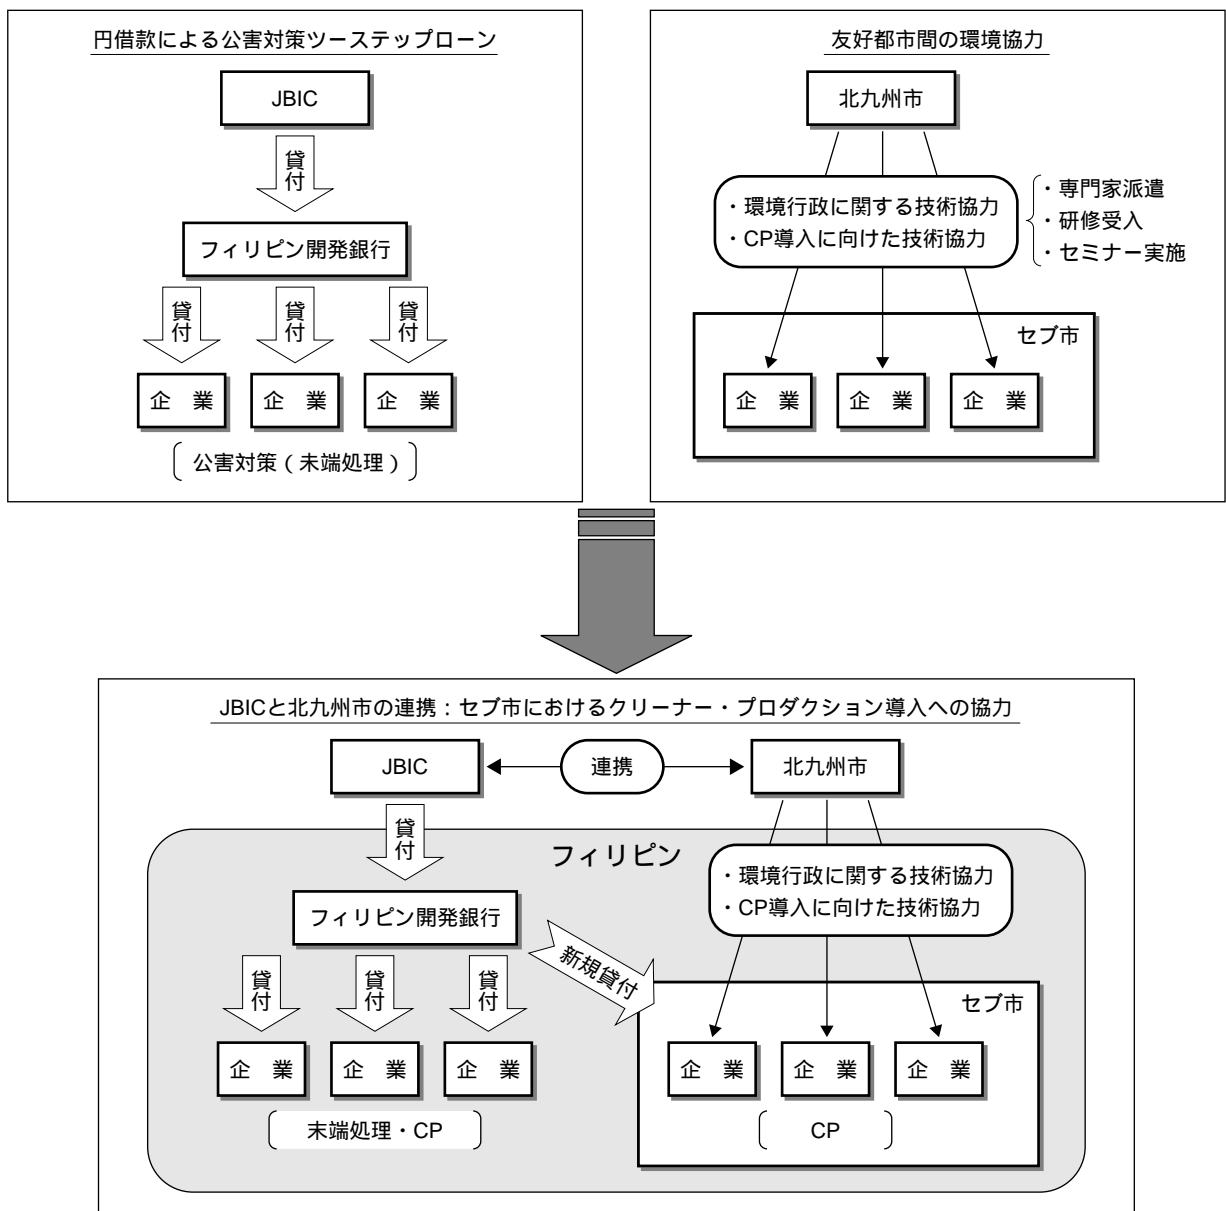 円借款による公害対策ツーステップローン
JBIC
貸付
フィリピン開発銀行
貸付
貸付
貸付
企　業
企　業
企　業
公害対策（未端処理）
友好都市間の環境協力
北九州市
・環境行政に関する技術協力
・CP導入に向けた技術協力
・専門家派遣
・研修受入
・セミナー実施
セブ市
企　業
企　業
企　業
JBICと北九州市の連携：セブ市におけるクリーナー・プロダクション導入への協力
JBIC
連携
北九州市
貸付
フィリピン
・環境行政に関する技術協力
・CP導入に向けた技術協力
フィリピン開発銀行
新規貸付
貸付
貸付
貸付
セブ市
企　業
企　業
企　業
企　業
企　業
企　業
末端処理・CP
CP